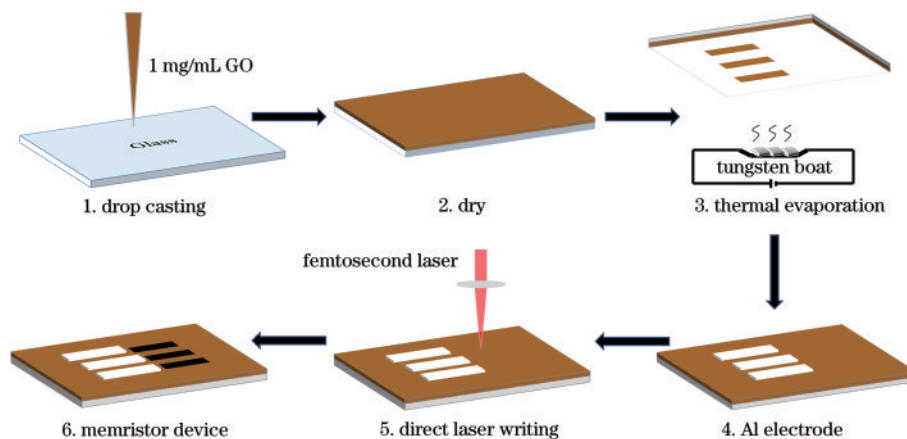 1 mg/mL GO
Glass
1. drop casting
2. dry
tungsten boat
3. thermal evaporation
femtosecond laser
6. memristor device
5. direct laser writing
4. Al electrode